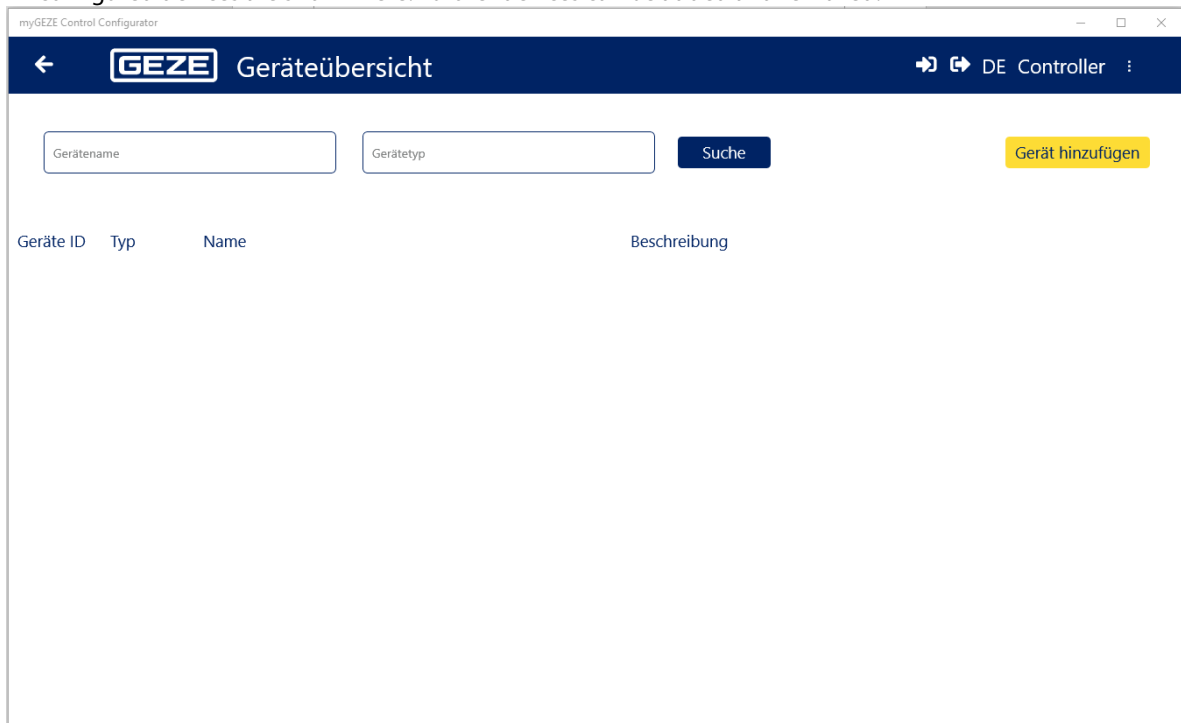 myGEZE Control Configurator
GEZE Geräteübersicht DE Controller
Gerätename Gerätetyp Suche Gerät hinzufügen
Geräte ID Typ Name Beschreibung